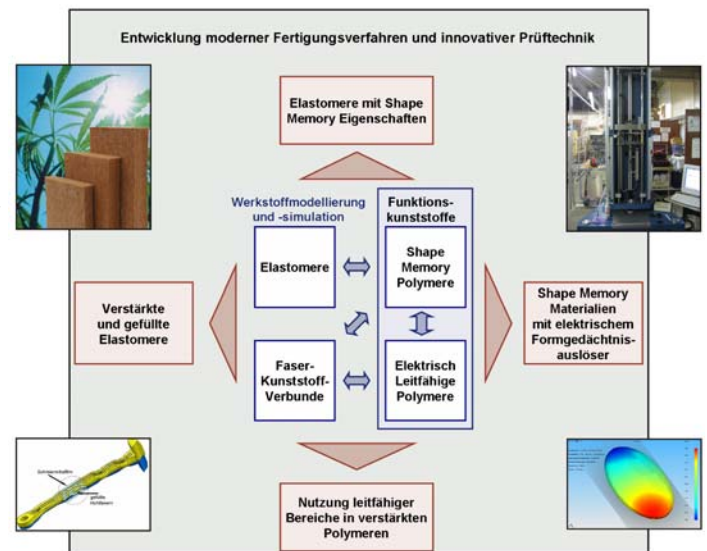 Entwicklung moderner Fertigungsverfahren und innovativer Prüftechnik
Elastomere mit Shape
Memory Eigenschaften
Werkstoffmodellierung
und -simulation
Funktions-
kunststoffe
Elastomere
Shape
Memory
Polymere
Verstärkte
und gefüllte
Elastomere
Shape Memory
Materialien
mit elektrischem
Formgedächtnis-
auslöser
Faser-
Kunststoff-
Verbunde
Elektrisch
Leitfähige
Polymere
Nutzung leitfähiger
Bereiche in verstärkten
Polymeren